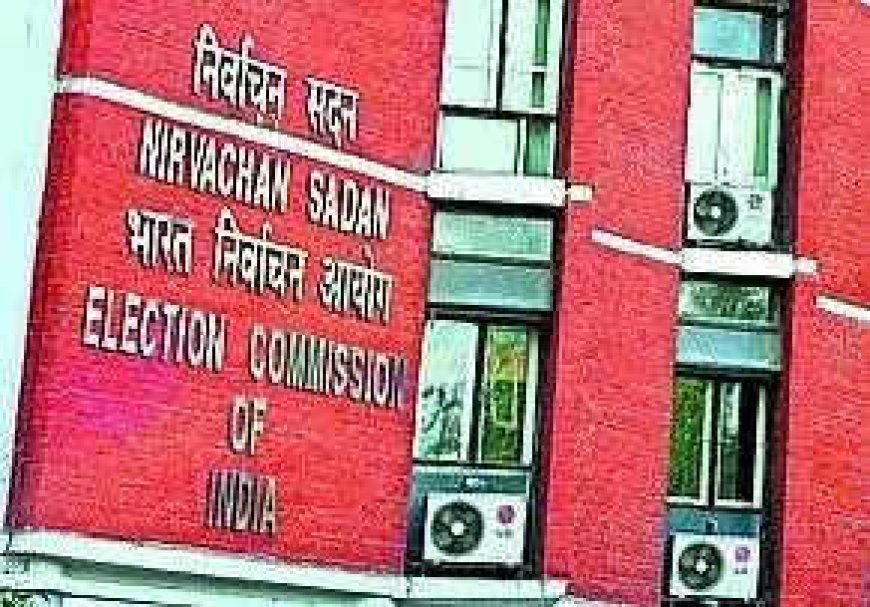 निर्वाचन सदन
NIRVACHAN SADAN
भारत निर्वाचन आयोग
ELECTION COMMISSION
OF
INDIA